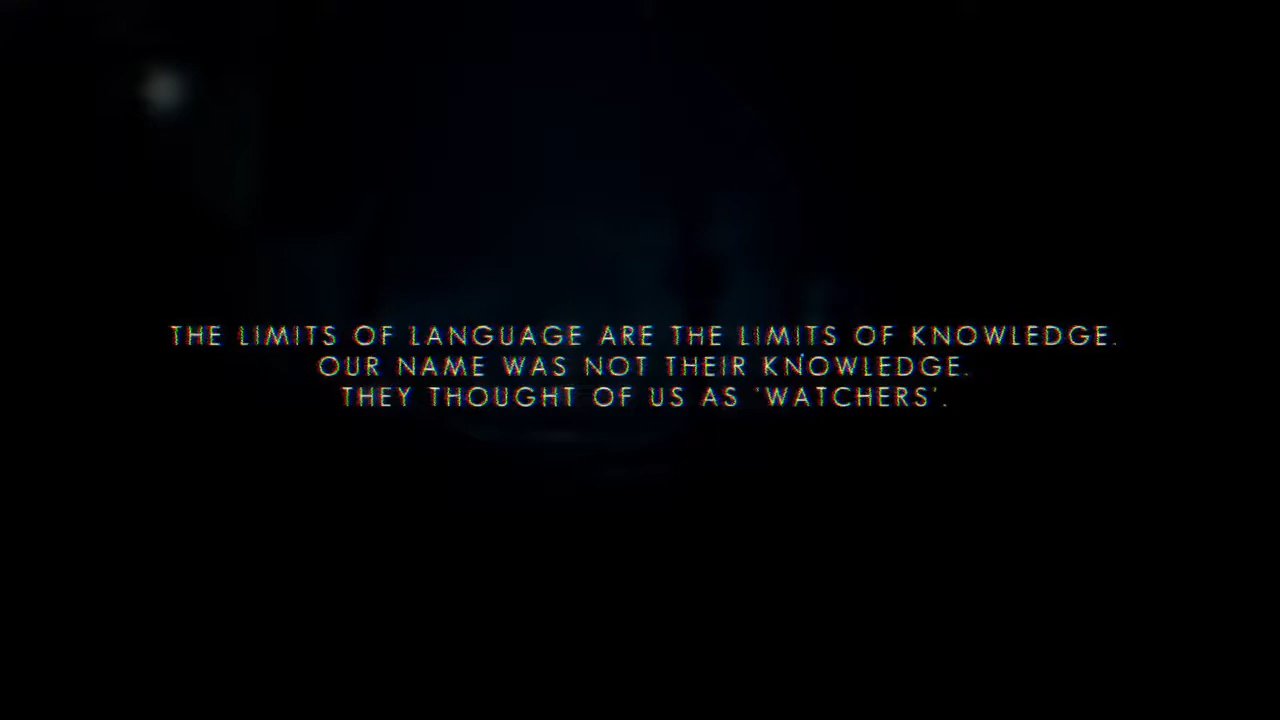 THE LIMITS OF LANGUAGE ARE THE LIMITS OF KNOWLEDGE.
OUR NAME WAS NOT THEIR KNOWLEDGE.
THEY THOUGHT OF US AS 'WATCHERS'.